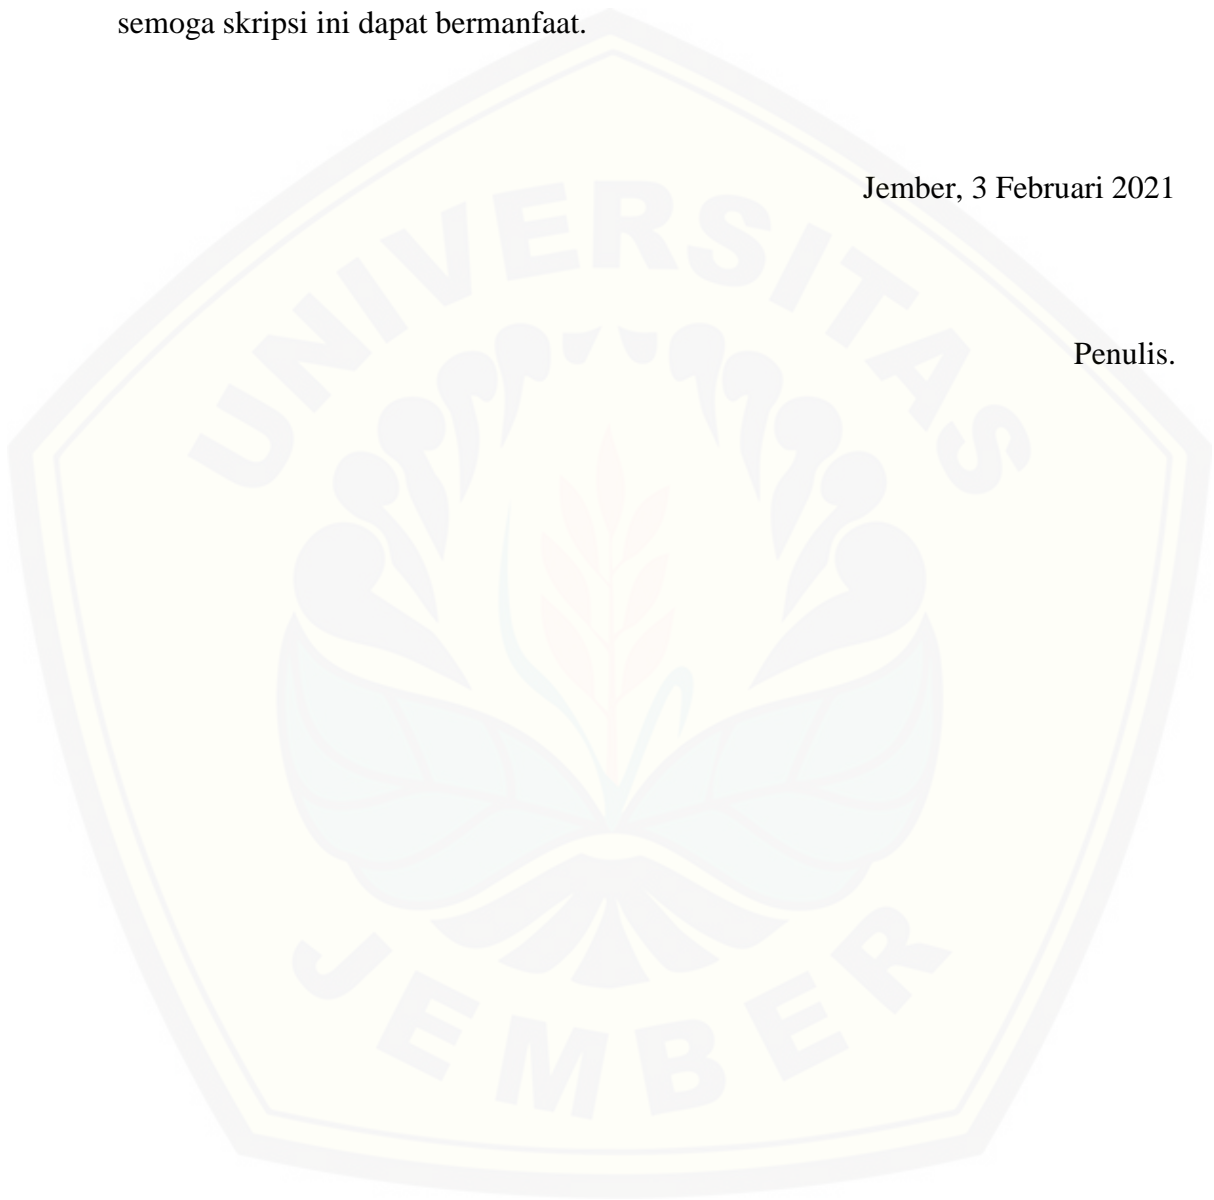 semoga skripsi ini dapat bermanfaat.
Jember, 3 Februari 2021
Penulis.
UNIVERSITAS
JEMBER